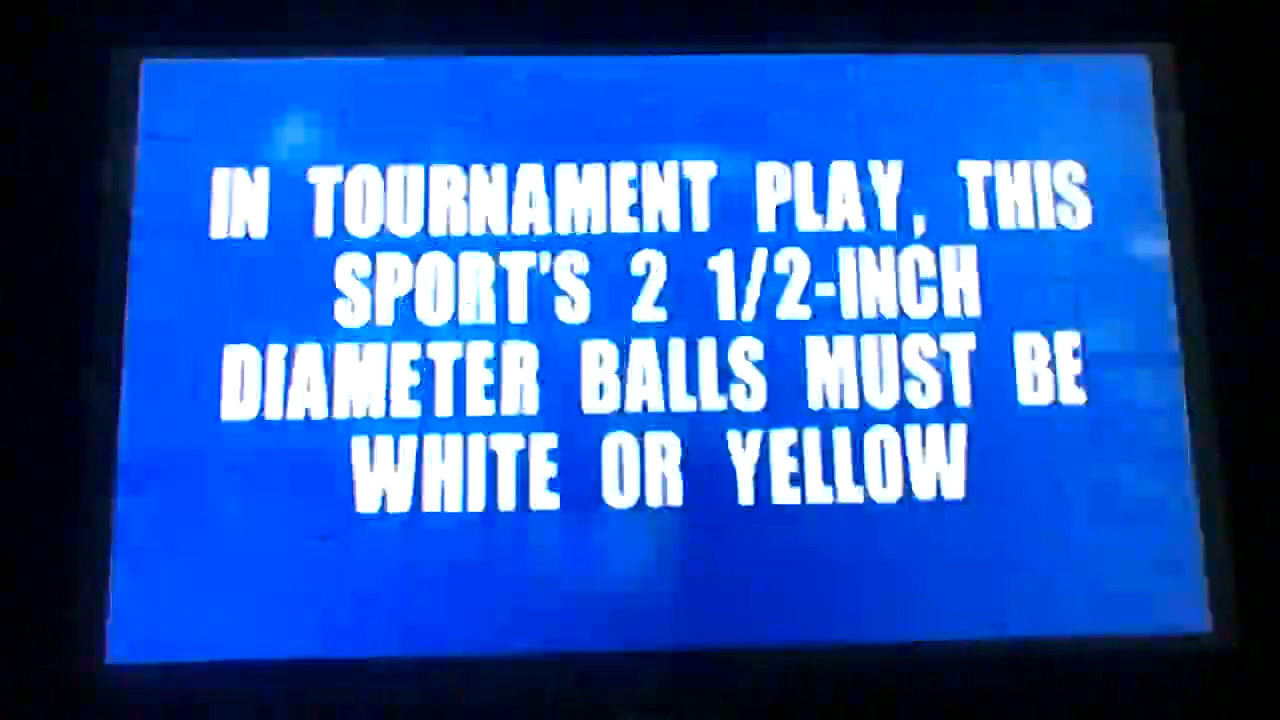 IN TOURNAMENT PLAY, THIS
SPORT'S 2 1/2-INCH
DIAMETER BALLS MUST BE
WHITE OR YELLOW